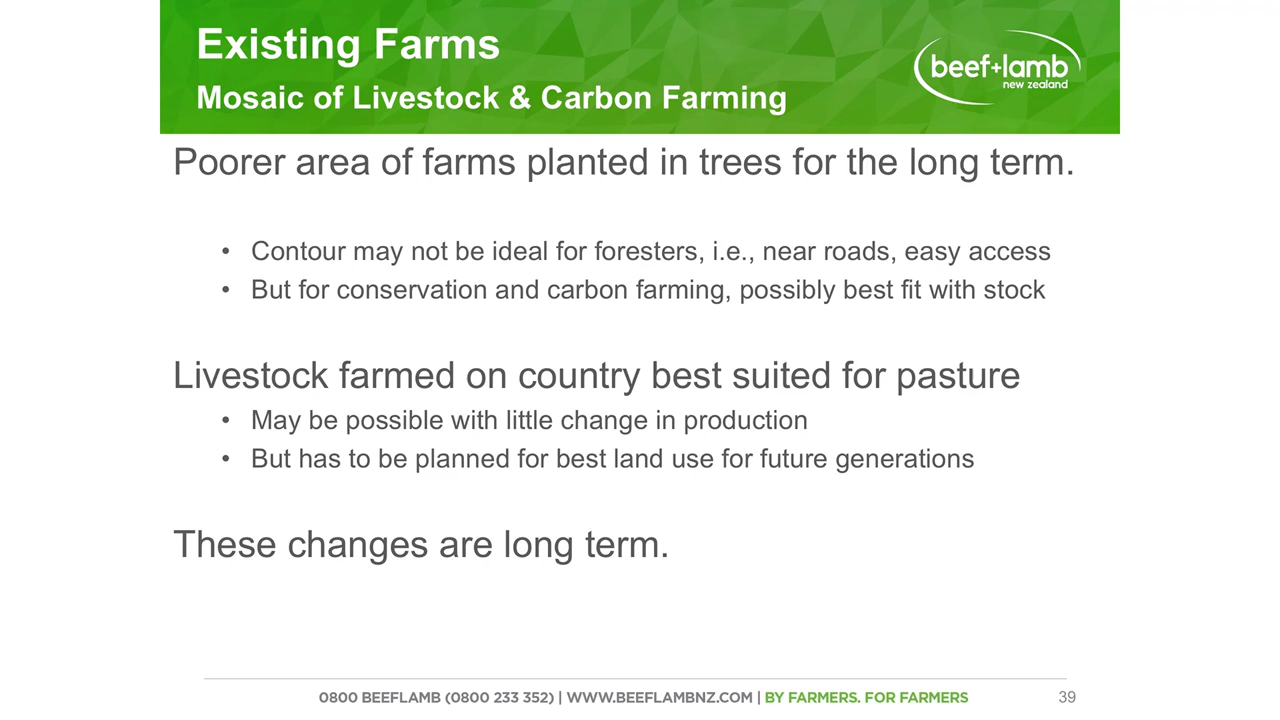 Existing Farms
Mosaic of Livestock & Carbon Farming
beef+lamb
new zealand
Poorer area of farms planted in trees for the long term.
• Contour may not be ideal for foresters, i.e., near roads, easy access
• But for conservation and carbon farming, possibly best fit with stock
Livestock farmed on country best suited for pasture
• May be possible with little change in production
• But has to be planned for best land use for future generations
These changes are long term.
0800 BEEFLAMB (0800 233 352) | WWW.BEEFLAMBNZ.COM | BY FARMERS. FOR FARMERS
39